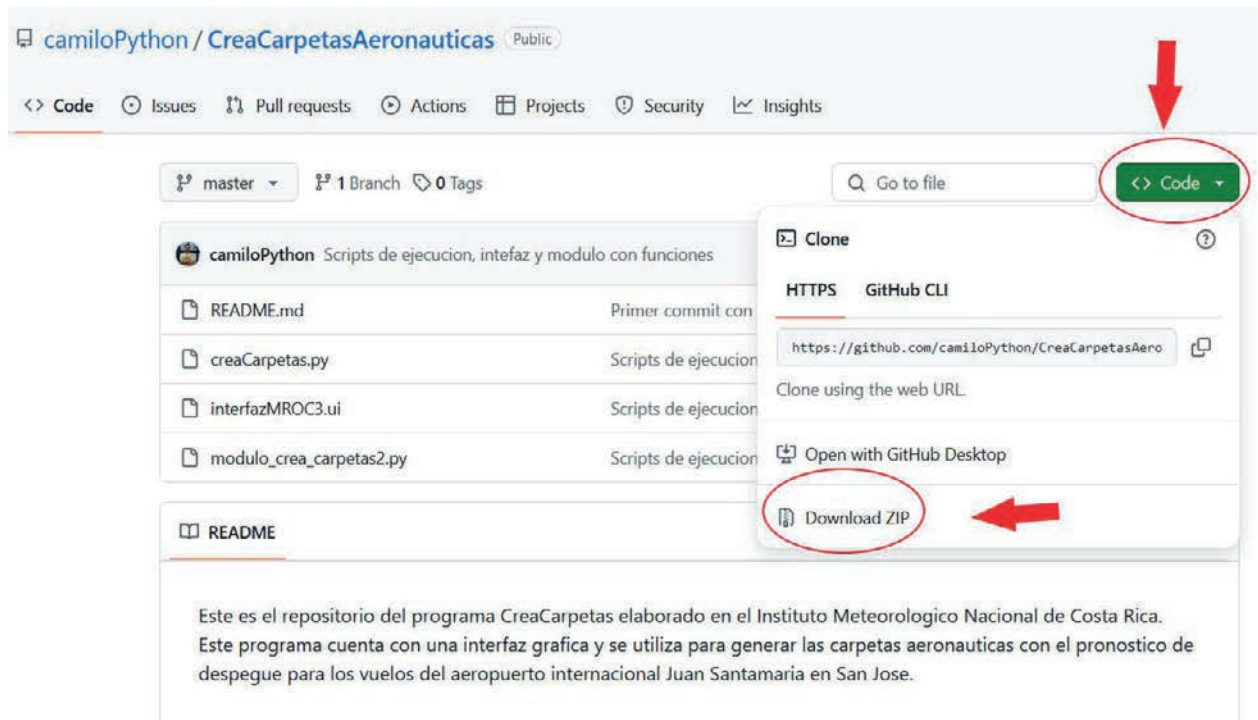 camiloPython / CreaCarpetasAeronauticas Public
<> Code Issues Pull requests Actions Projects Security Insights
master 1 Branch 0 Tags Go to file <> Code
camiloPython Scripts de ejecucion, intefaz y modulo con funciones
README.md Primer commit con
creaCarpetas.py Scripts de ejecucion
interfazMROC3.ui Scripts de ejecucion
modulo_crea_carpetas2.py Scripts de ejecucion
Clone
HTTPS GitHub CLI
https://github.com/camiloPython/CreaCarpetasAero
Clone using the web URL.
Open with GitHub Desktop
Download ZIP
README
Este es el repositorio del programa CreaCarpetas elaborado en el Instituto Meteorologico Nacional de Costa Rica.
Este programa cuenta con una interfaz grafica y se utiliza para generar las carpetas aeronauticas con el pronostico de
despegue para los vuelos del aeropuerto internacional Juan Santamaria en San Jose.